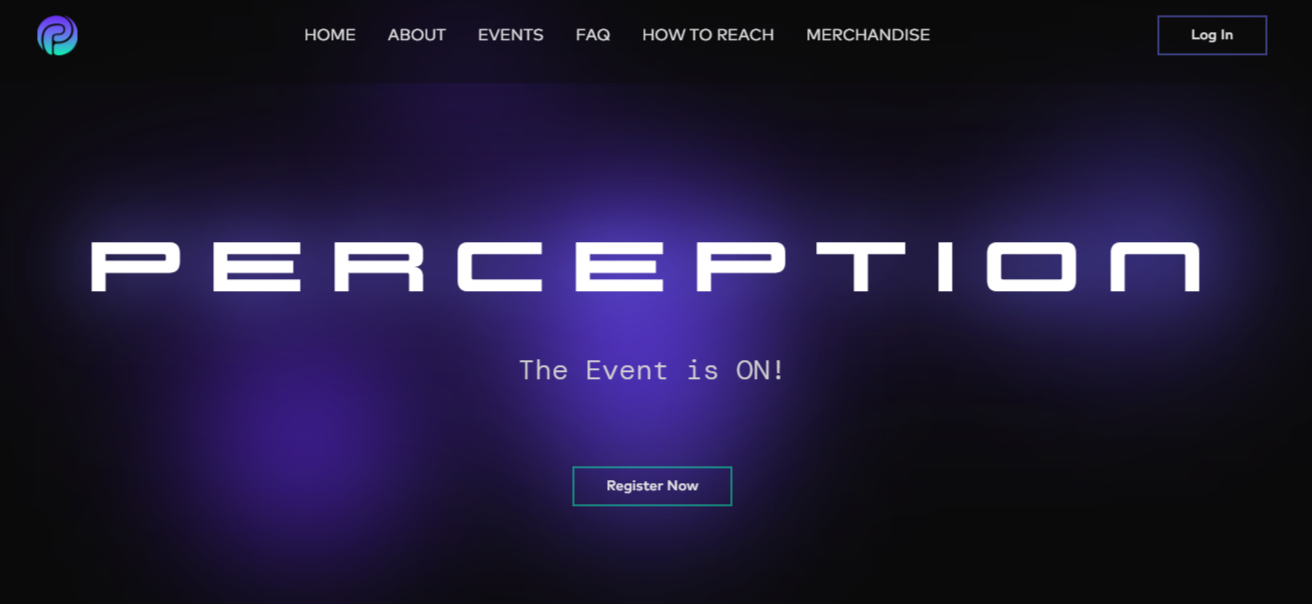 HOME ABOUT EVENTS FAQ HOW TO REACH MERCHANDISE Log In
PERCEPTION
The Event is ON!
Register Now